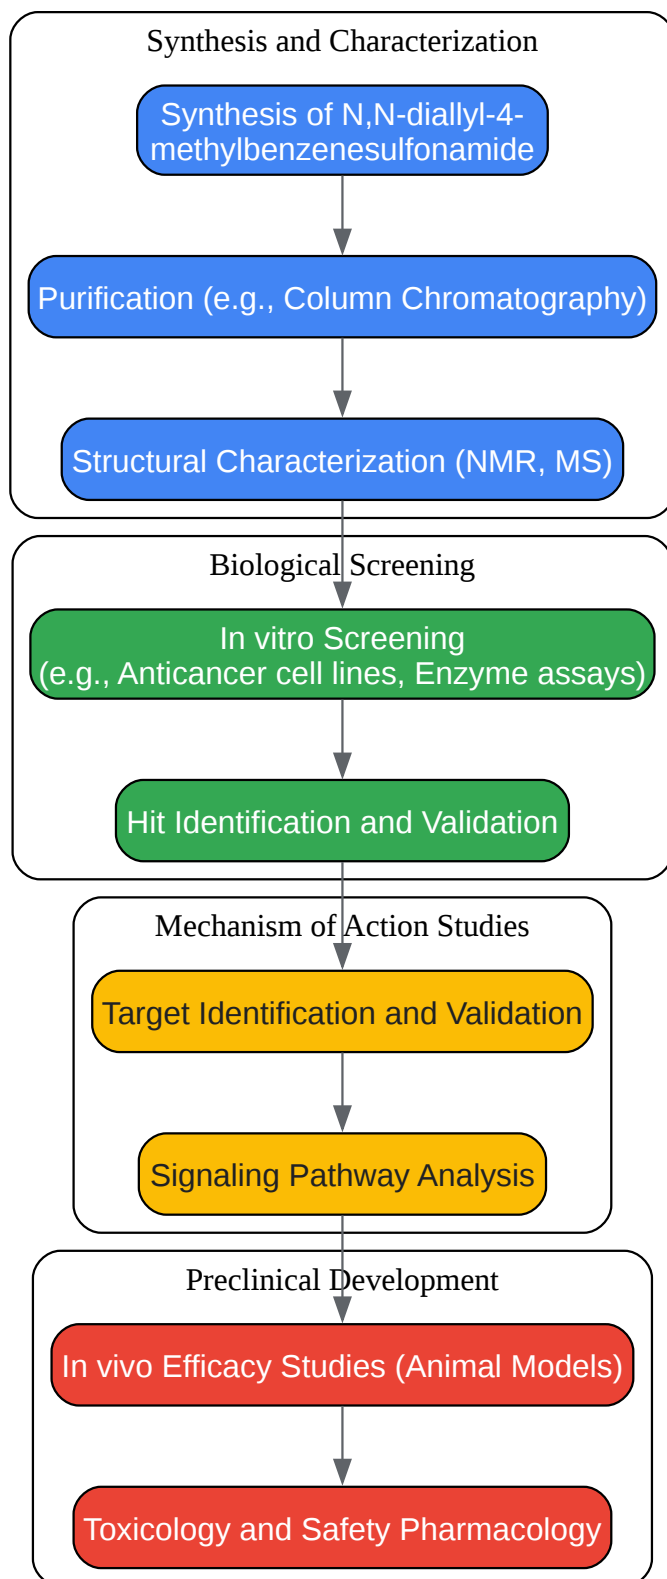 Synthesis and Characterization
Synthesis of N,N-diallyl-4-
methylbenzenesulfonamide
Purification (e.g., Column Chromatography)
Structural Characterization (NMR, MS)
Biological Screening
In vitro Screening
(e.g., Anticancer cell lines, Enzyme assays)
Hit Identification and Validation
Mechanism of Action Studies
Target Identification and Validation
Signaling Pathway Analysis
Preclinical Development
In vivo Efficacy Studies (Animal Models)
Toxicology and Safety Pharmacology